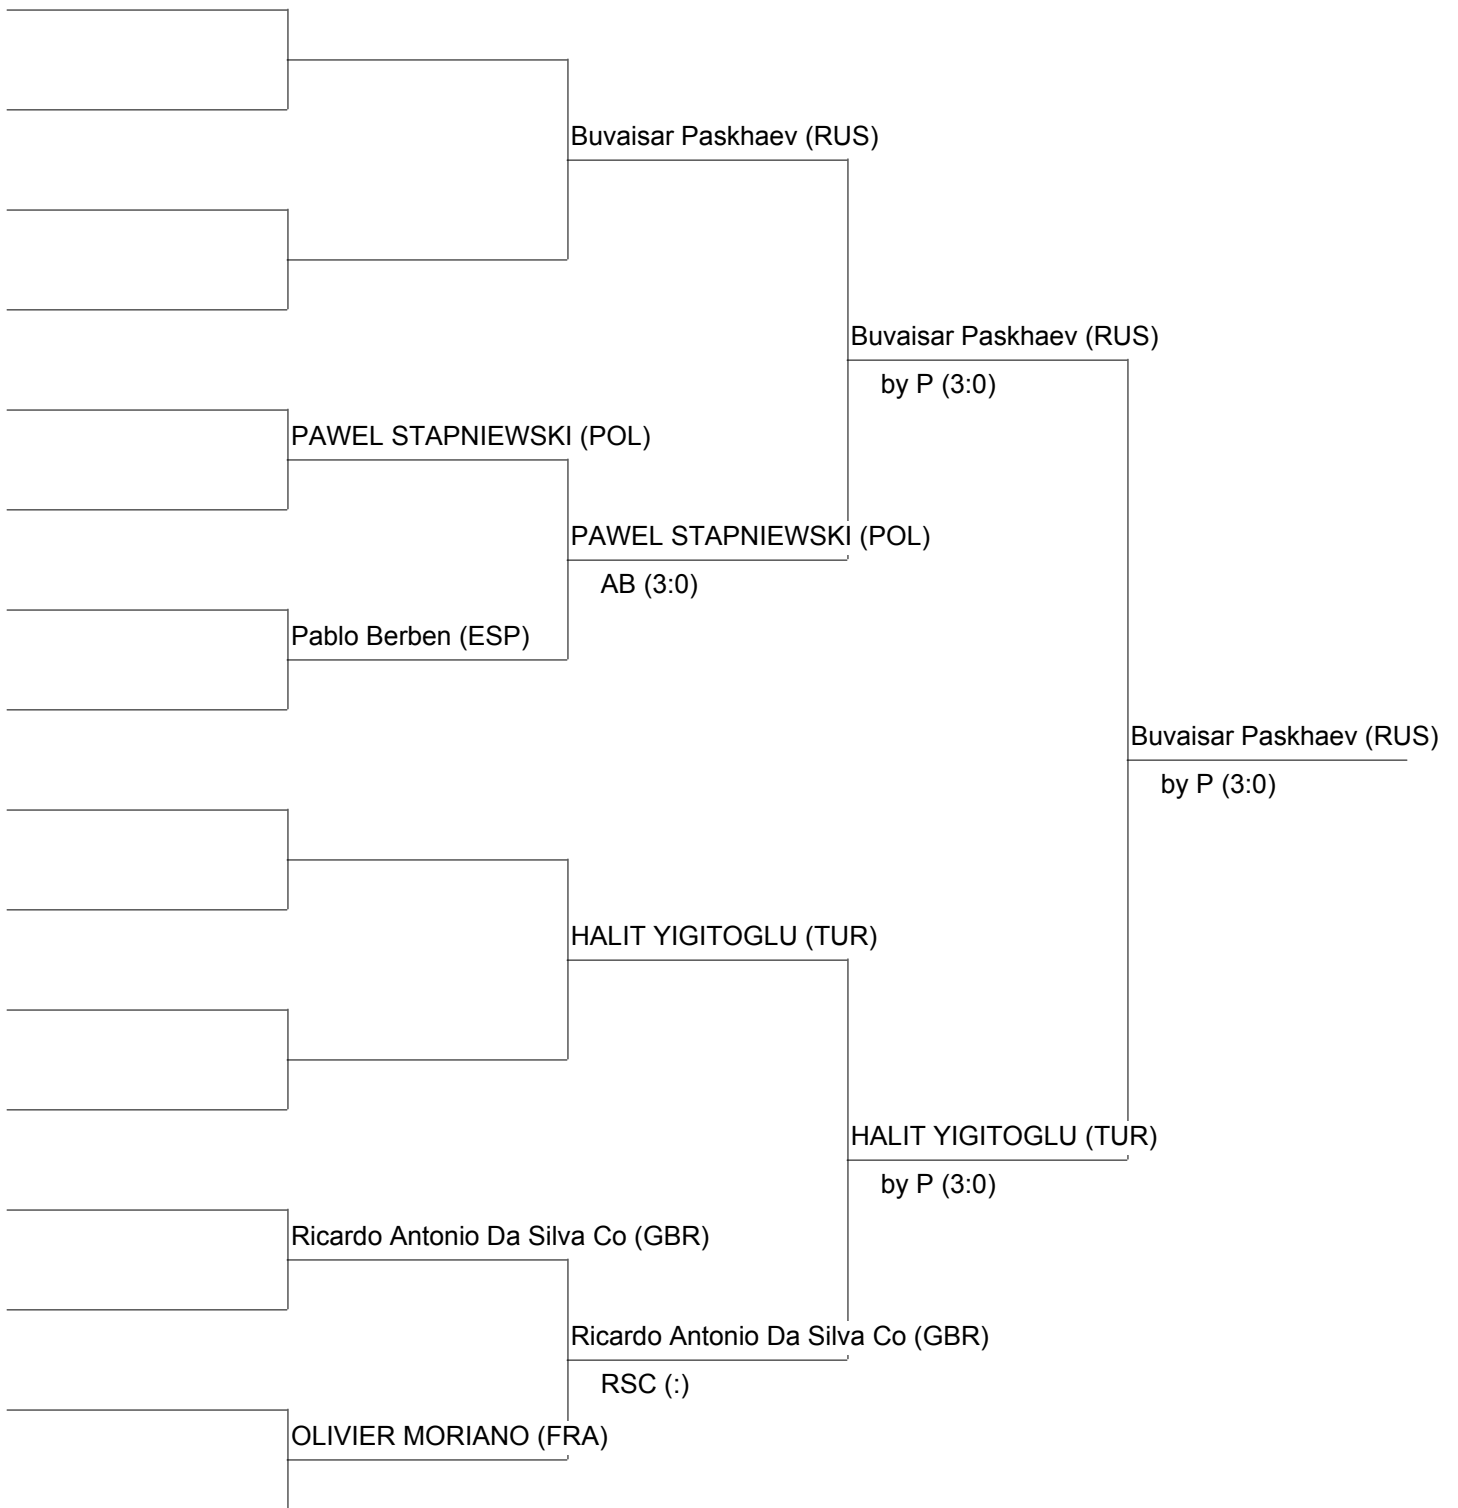 Buvaisar Paskhaev (RUS)
Buvaisar Paskhaev (RUS)
by P (3:0)
PAWEL STAPNIEWSKI (POL)
PAWEL STAPNIEWSKI (POL)
AB (3:0)
Pablo Berben (ESP)
Buvaisar Paskhaev (RUS)
by P (3:0)
HALIT YIGITOGLU (TUR)
HALIT YIGITOGLU (TUR)
by P (3:0)
Ricardo Antonio Da Silva Co (GBR)
Ricardo Antonio Da Silva Co (GBR)
RSC (:)
OLIVIER MORIANO (FRA)